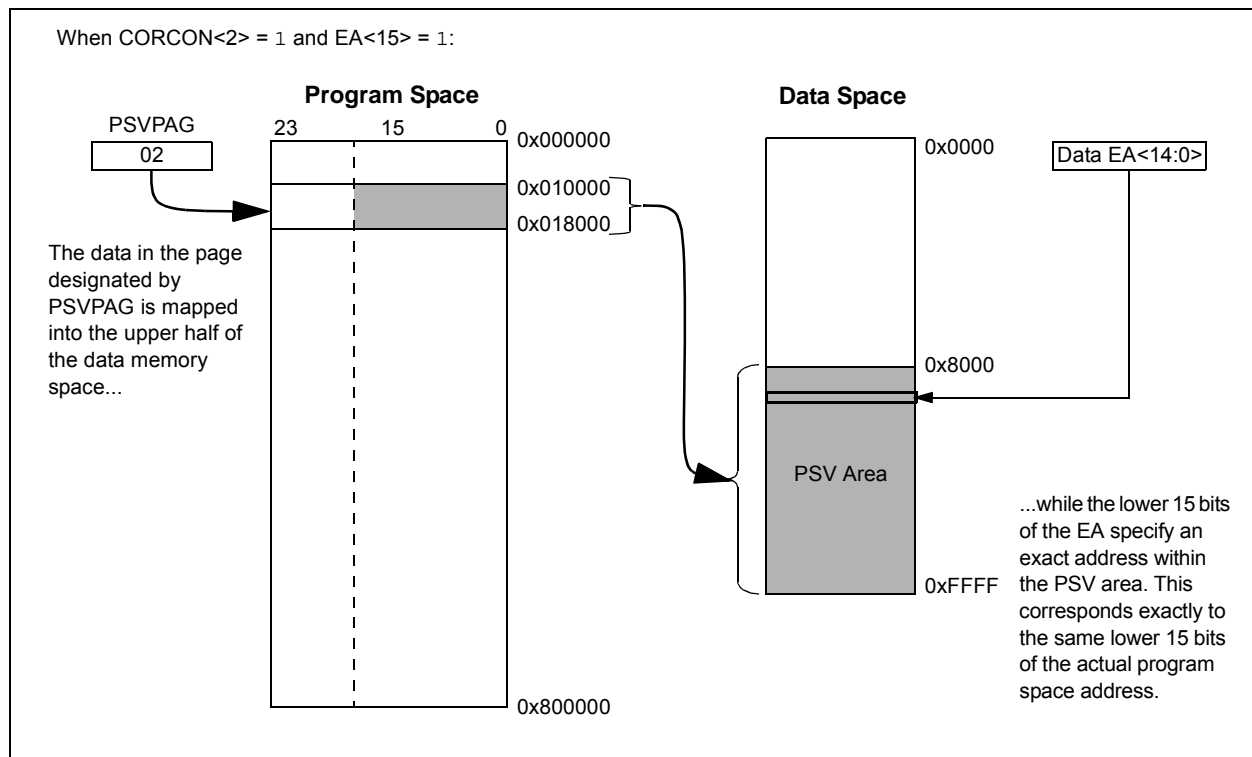 When CORCON<2> = 1 and EA<15> = 1:
Program Space
Data Space
PSVPAG
02
23 15 0
0x000000
0x010000
0x018000
0x800000
The data in the page
designated by
PSVPAG is mapped
into the upper half of
the data memory
space...
0x0000
0x8000
0xFFFF
PSV Area
Data EA<14:0>
...while the lower 15 bits
of the EA specify an
exact address within
the PSV area. This
corresponds exactly to
the same lower 15 bits
of the actual program
space address.